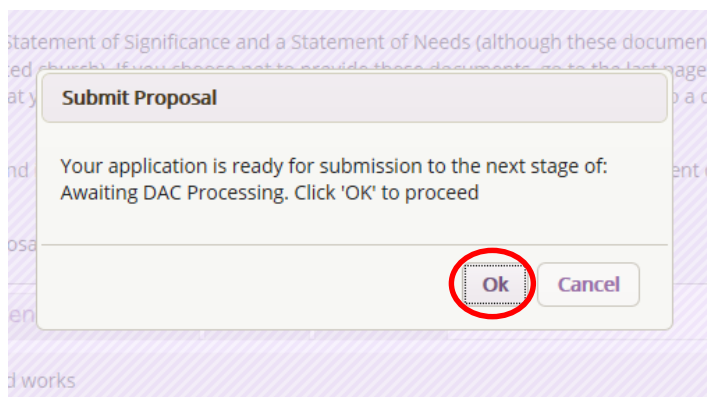 Statement of Significance and a Statement of Needs (although these documen
Submit Proposal
Your application is ready for submission to the next stage of:
Awaiting DAC Processing. Click 'OK' to proceed
Ok Cancel
works